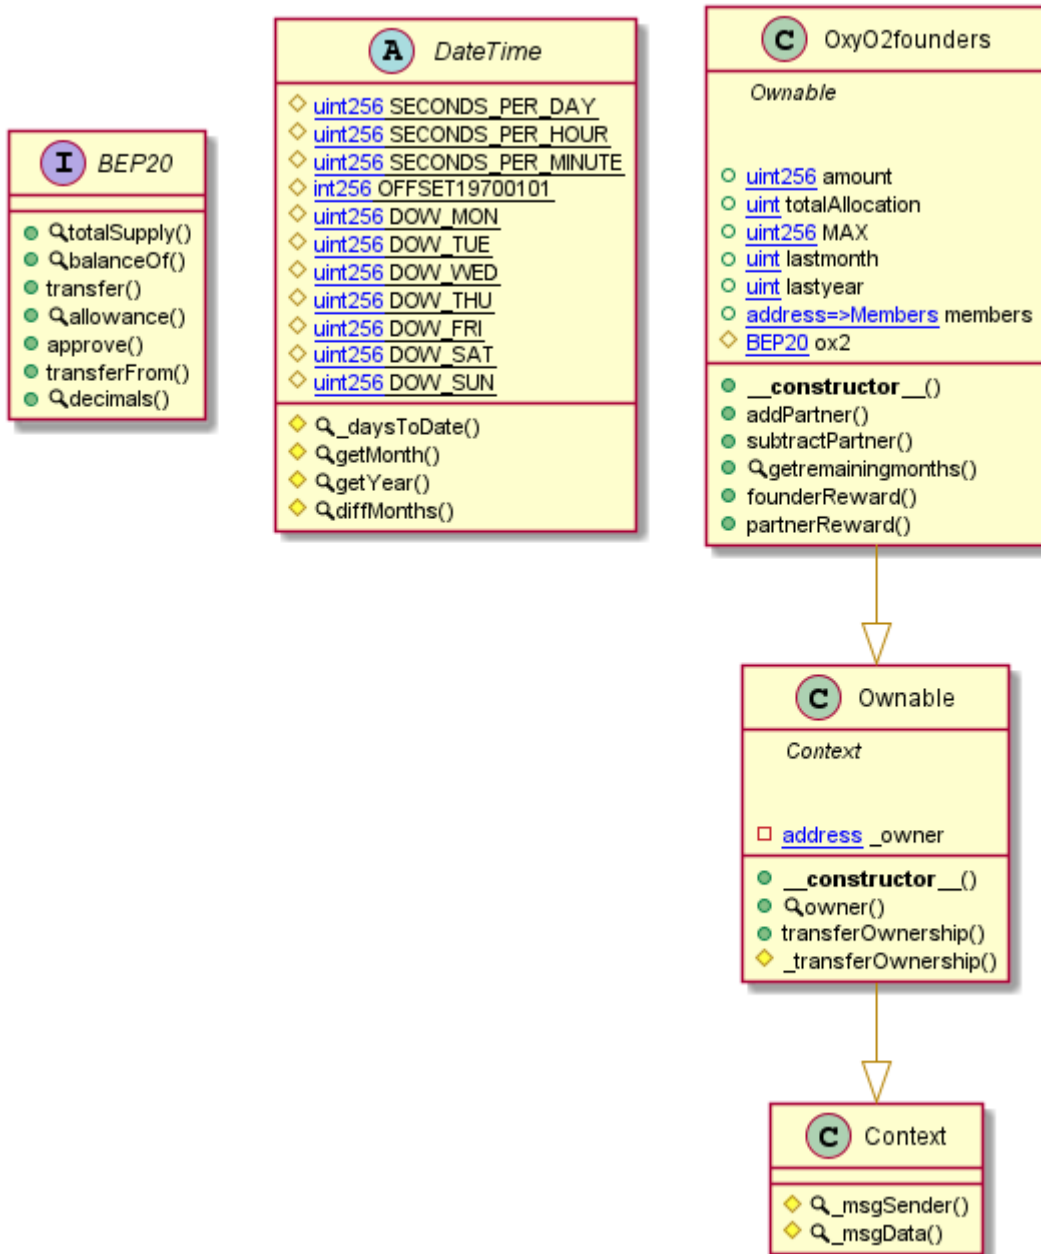 I BEP20
totalSupply()
balanceOf()
transfer()
allowance()
approve()
transferFrom()
decimals()
A DateTime
uint256 SECONDS_PER_DAY
uint256 SECONDS_PER_HOUR
uint256 SECONDS_PER_MINUTE
int256 OFFSET19700101
uint256 DOW_MON
uint256 DOW_TUE
uint256 DOW_WED
uint256 DOW_THU
uint256 DOW_FRI
uint256 DOW_SAT
uint256 DOW_SUN
_daysToDate()
getMonth()
getYear()
diffMonths()
C OxyO2founders
Ownable
uint256 amount
uint totalAllocation
uint256 MAX
uint lastmonth
uint lastyear
address=>Members members
BEP20 ox2
__constructor__()
addPartner()
subtractPartner()
getremainingmonths()
founderReward()
partnerReward()
C Ownable
Context
address _owner
__constructor__()
owner()
transferOwnership()
_transferOwnership()
C Context
_msgSender()
_msgData()